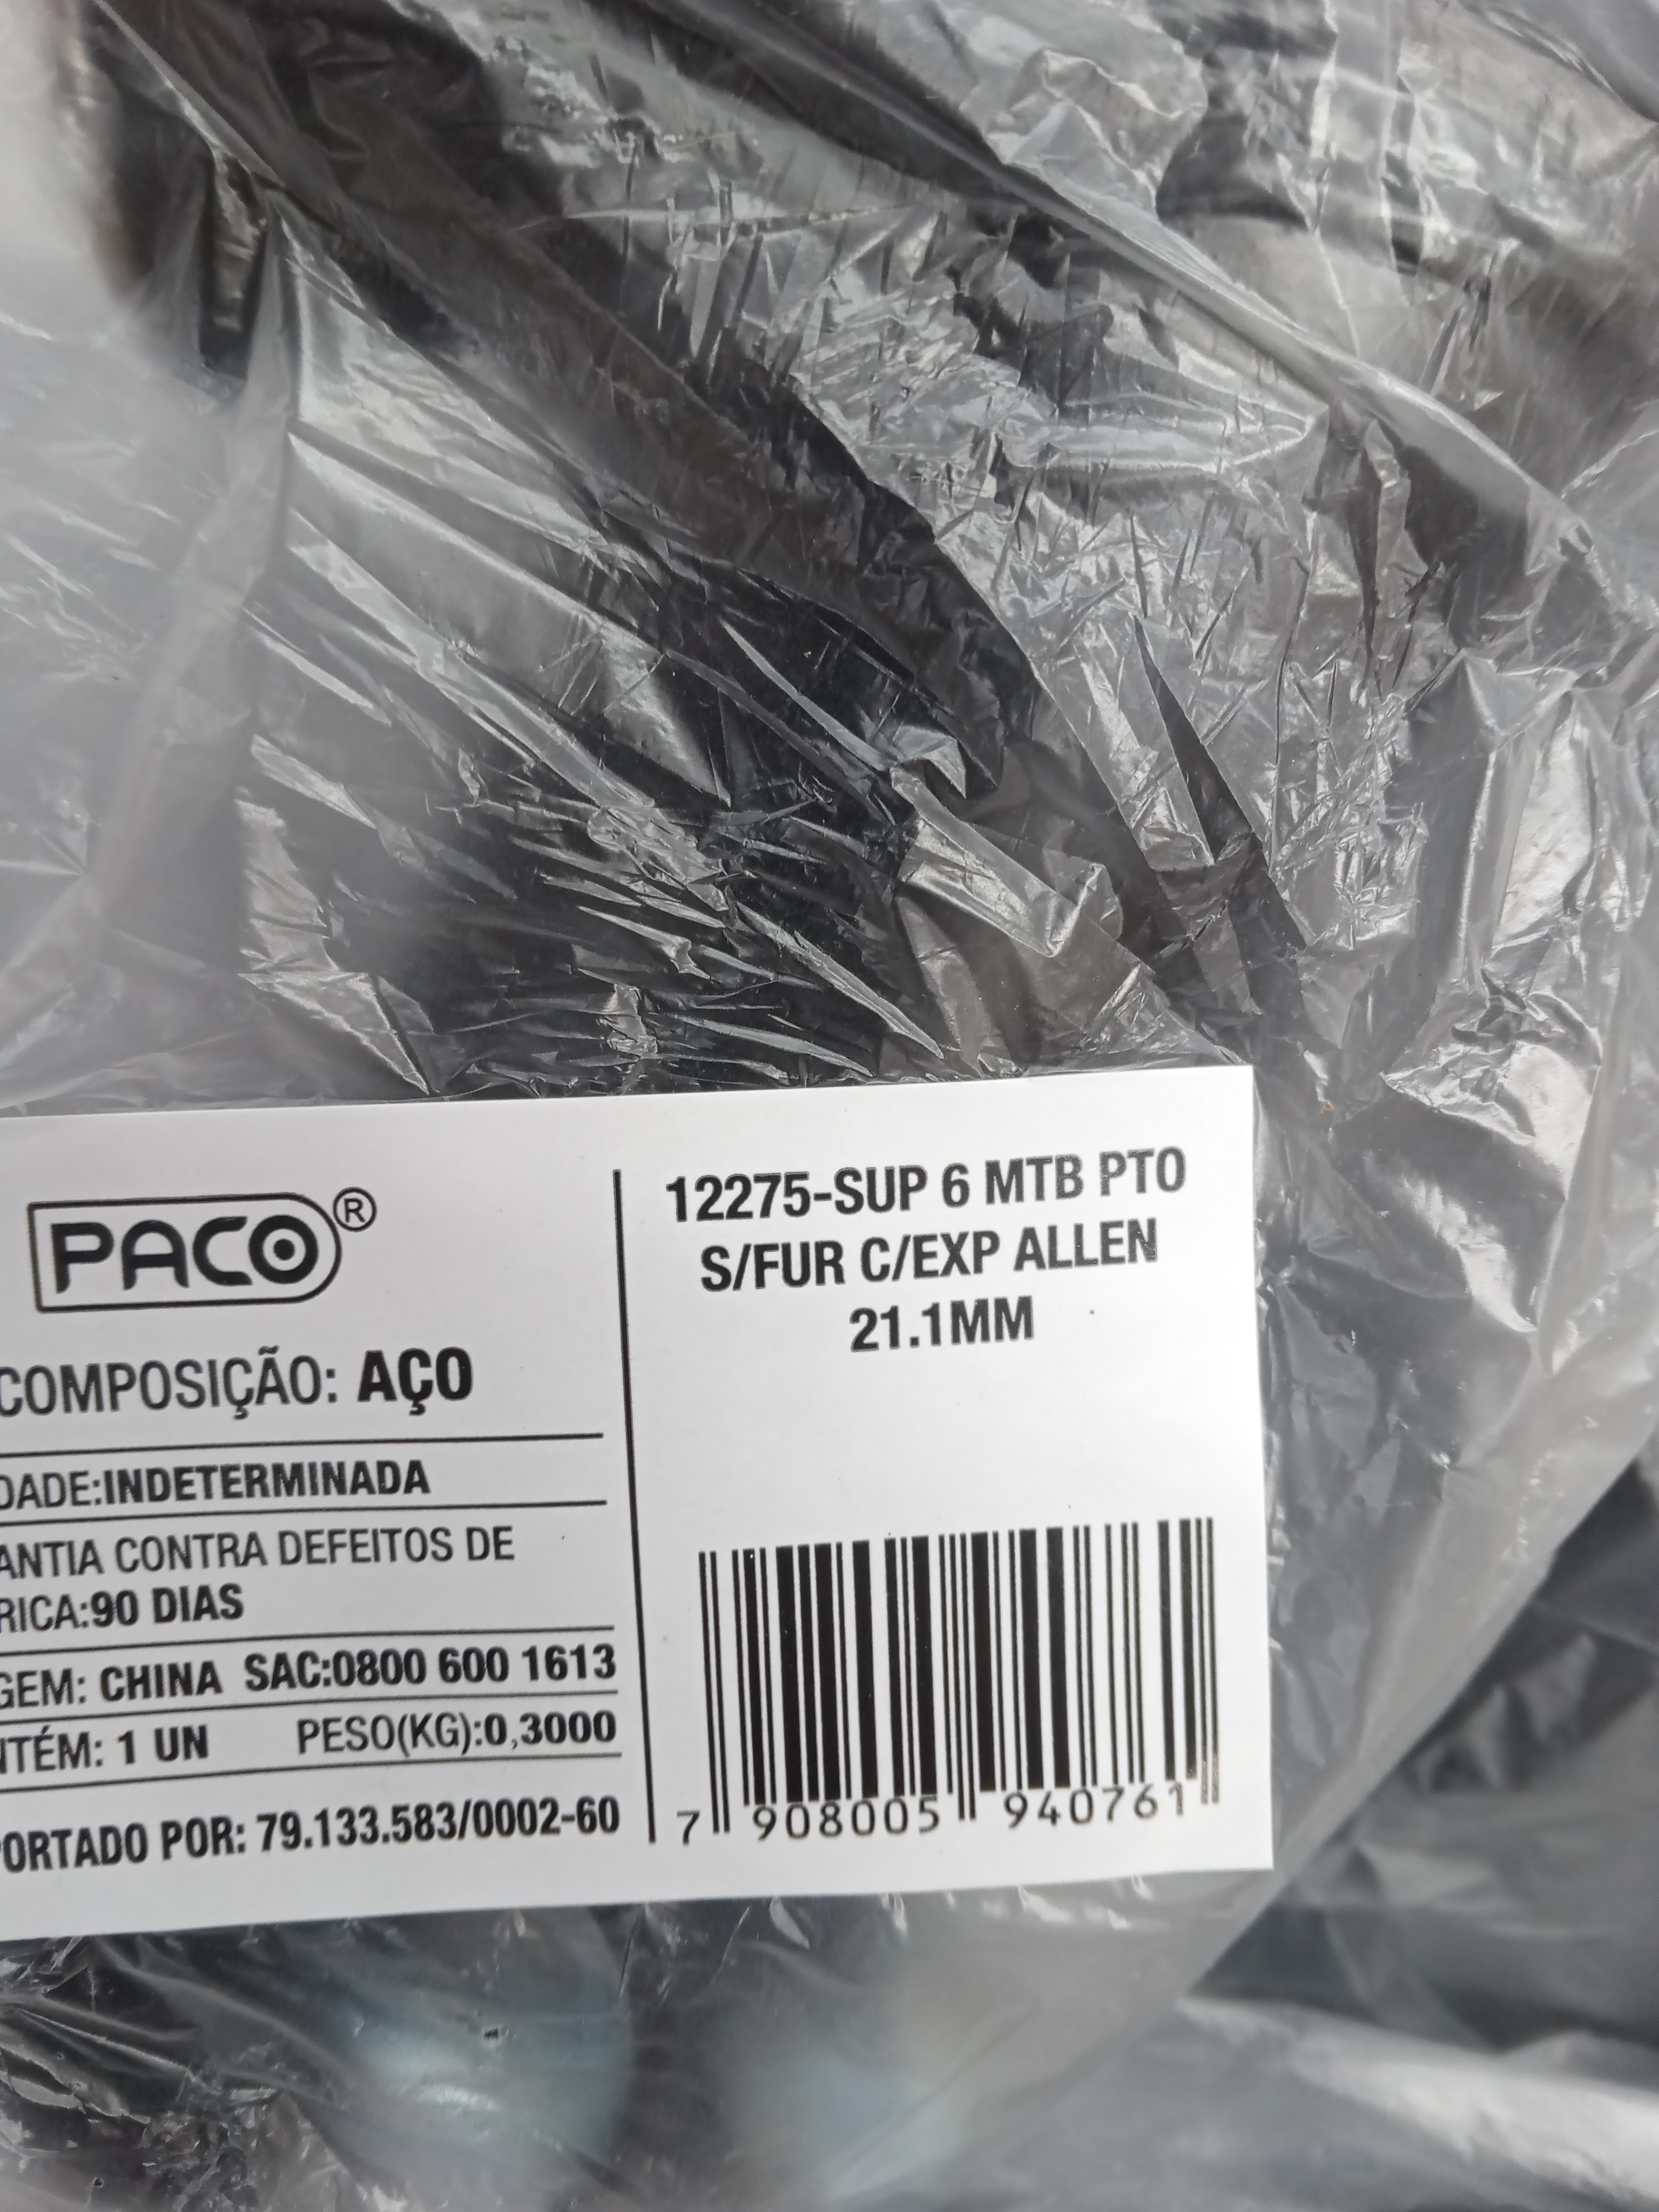 PACO®
COMPOSIÇÃO: AÇO
DADE:INDETERMINADA
ANTIA CONTRA DEFEITOS DE
RICA:90 DIAS
GEM: CHINA SAC:0800 600 1613
NTÉM: 1 UN PESO(KG):0,3000
PORTADO POR: 79.133.583/0002-60
12275-SUP 6 MTB PTO
S/FUR C/EXP ALLEN
21.1MM
7 908005 940761